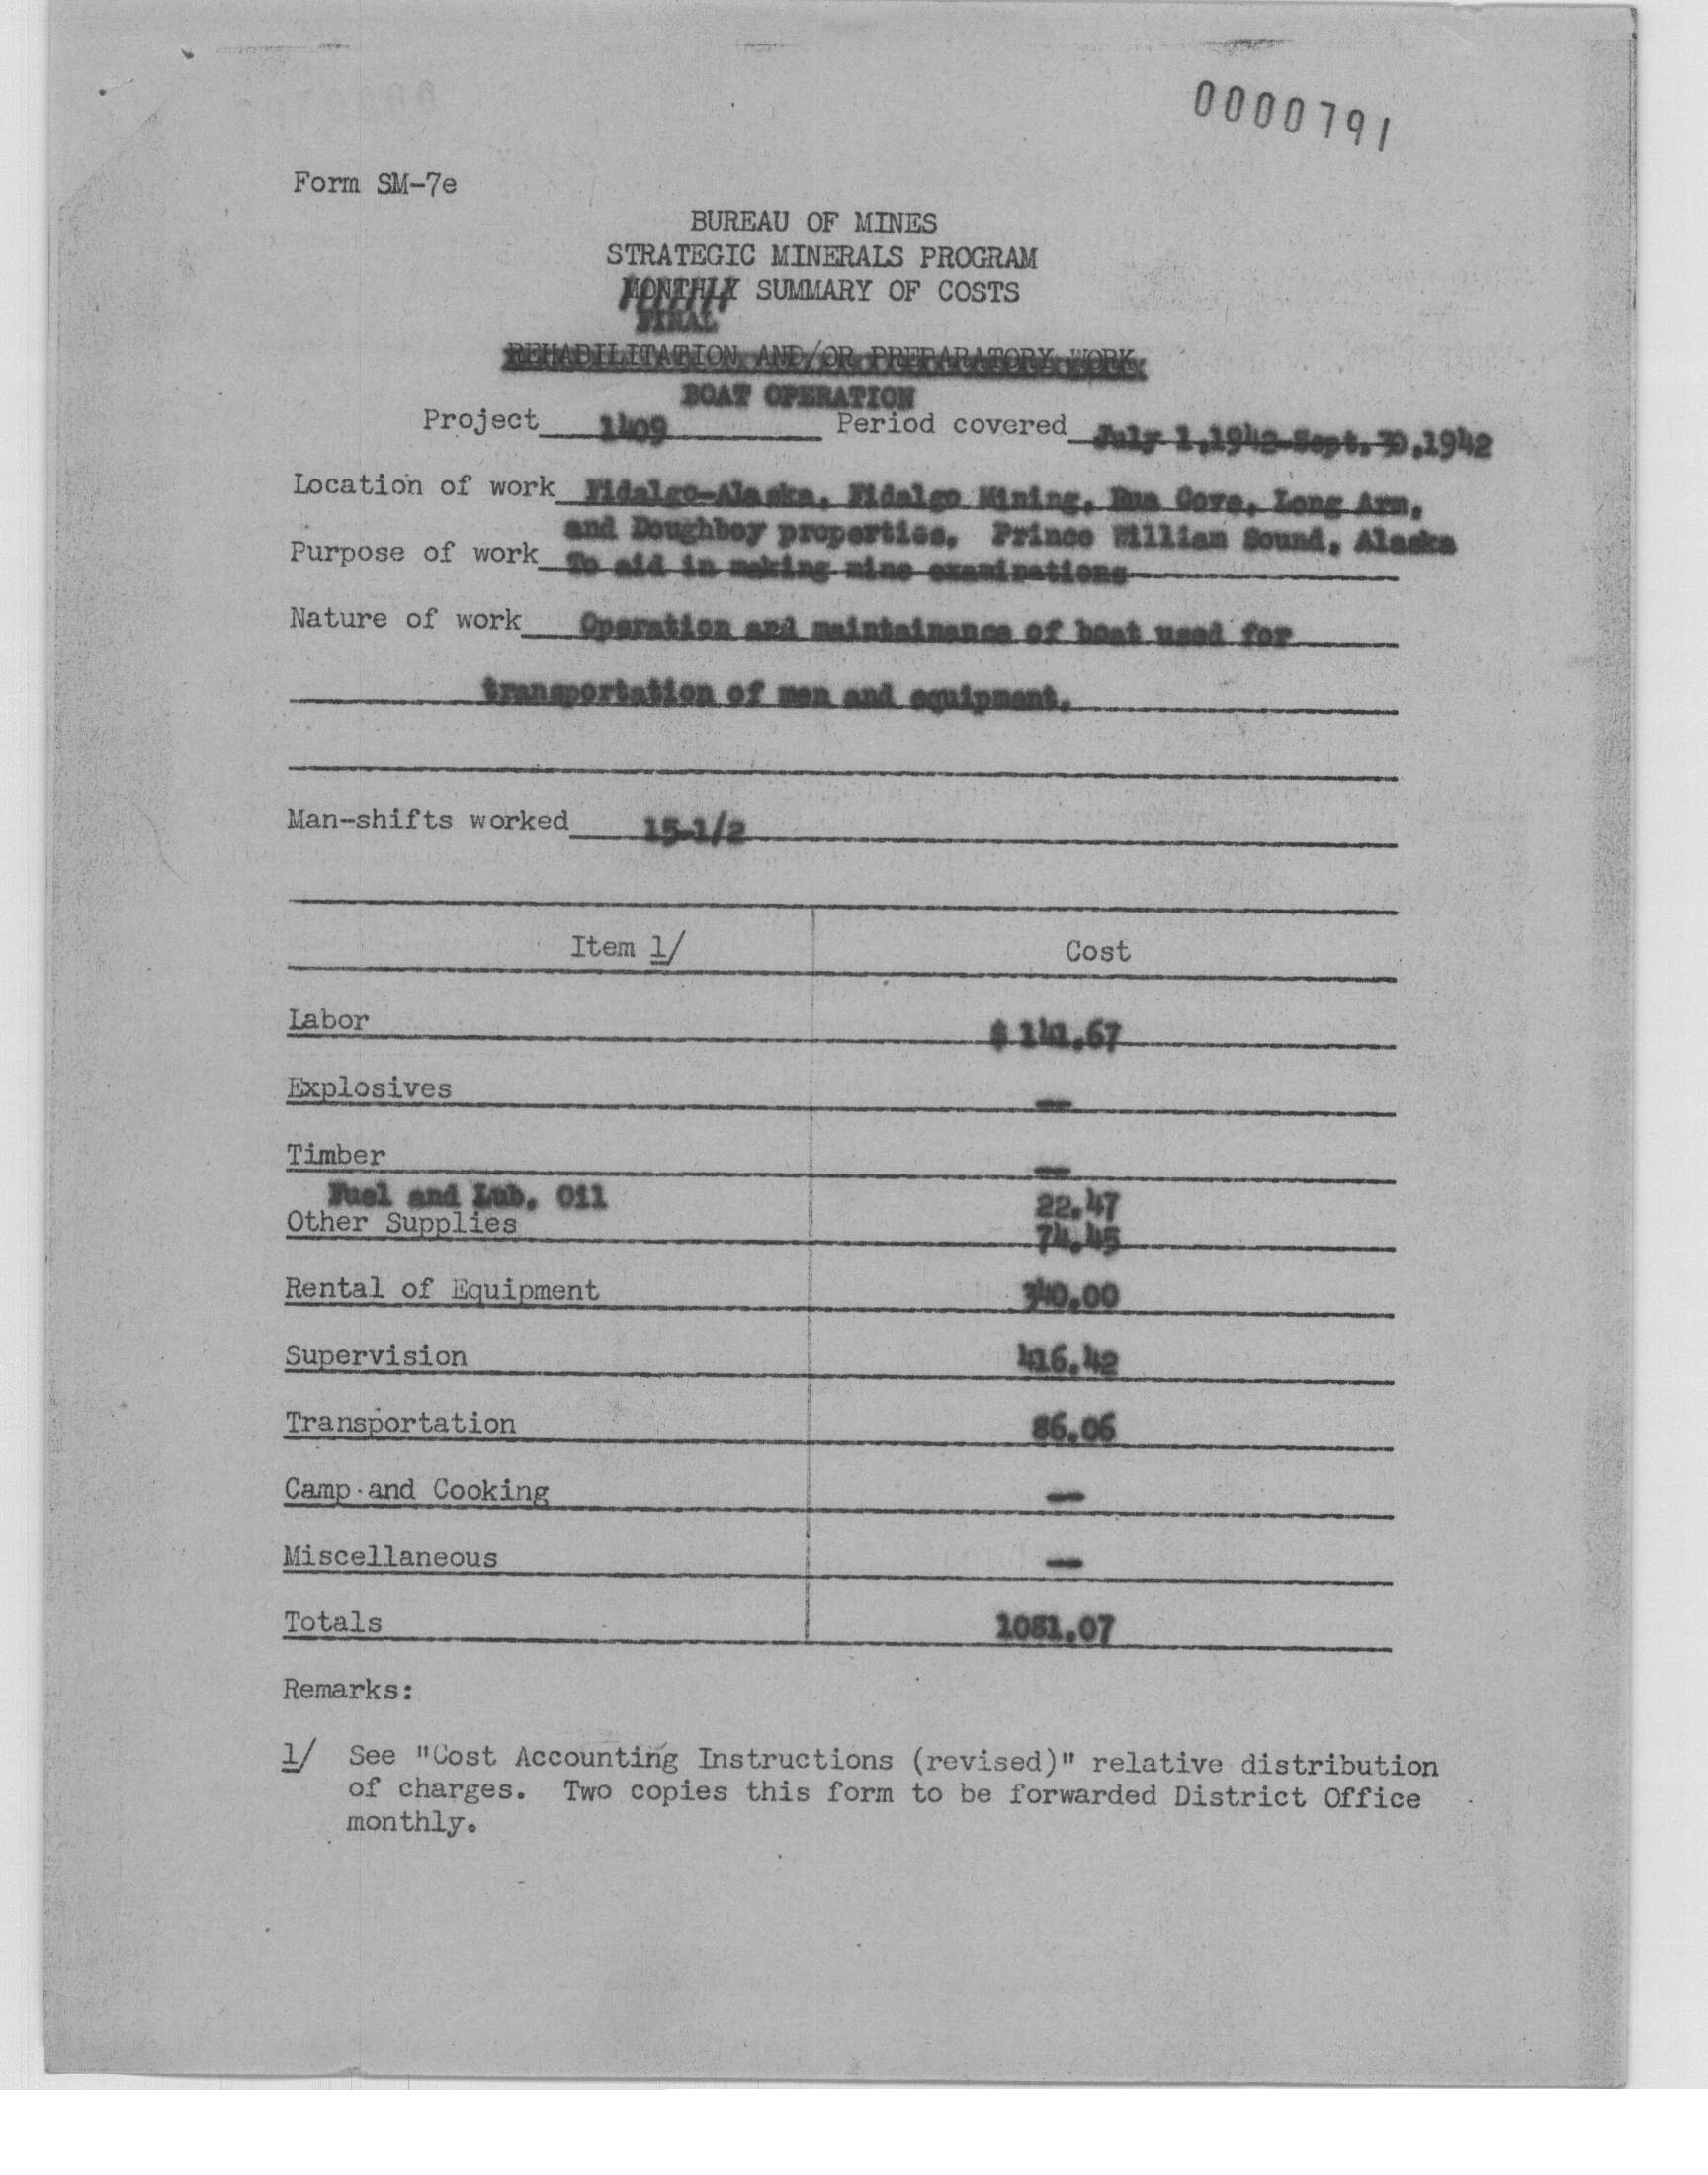 0000791
Form SM-7e
BUREAU OF MINES
STRATEGIC MINERALS PROGRAM
MONTHLY SUMMARY OF COSTS
FINAL
REHABILITATION AND/OR PREPARATORY WORK
BOAT OPERATION
Project 1409 Period covered July 1,1942-Sept. 30,1942
Location of work Fidalgo-Alaska, Fidalgo Mining, Rua Cove, Long Arm,
and Doughboy properties. Prince William Sound, Alaska
Purpose of work To aid in making mine examinations
Nature of work Operation and maintainance of boat used for
transportation of men and equipment.
Man-shifts worked 15-1/2
Item 1/ Cost
Labor $ 141.67
Explosives —
Timber —
Fuel and Lub. Oil 22.47
Other Supplies 74.45
Rental of Equipment 340.00
Supervision 416.42
Transportation 86.06
Camp and Cooking —
Miscellaneous —
Totals 1081.07
Remarks:
1/ See "Cost Accounting Instructions (revised)" relative distribution
of charges. Two copies this form to be forwarded District Office
monthly.